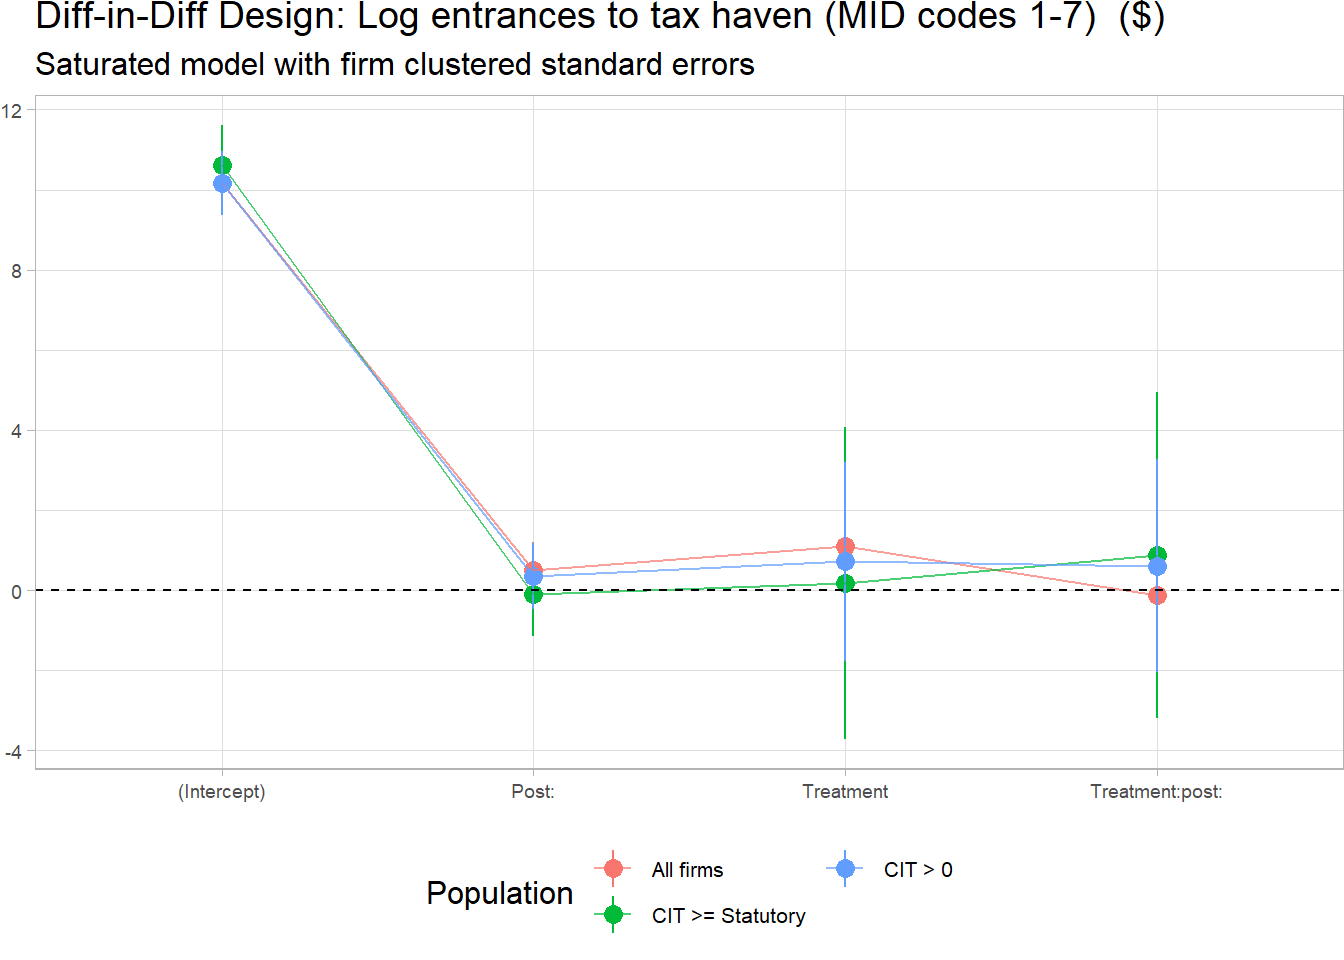 Diff-in-Diff Design: Log entrances to tax haven (MID codes 1-7)  ($)
Saturated model with firm clustered standard errors
12
8
4
0
-4
(Intercept) Post: Treatment Treatment:post:
Population
All firms
CIT > 0
CIT >= Statutory